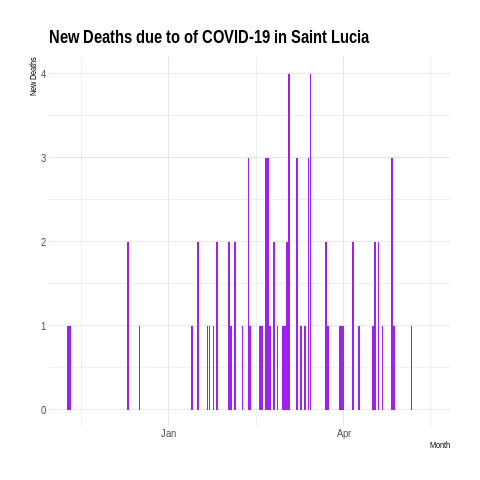 New Deaths due to of COVID-19 in Saint Lucia
New Deaths
4
3
2
1
0
Jan
Apr
Month